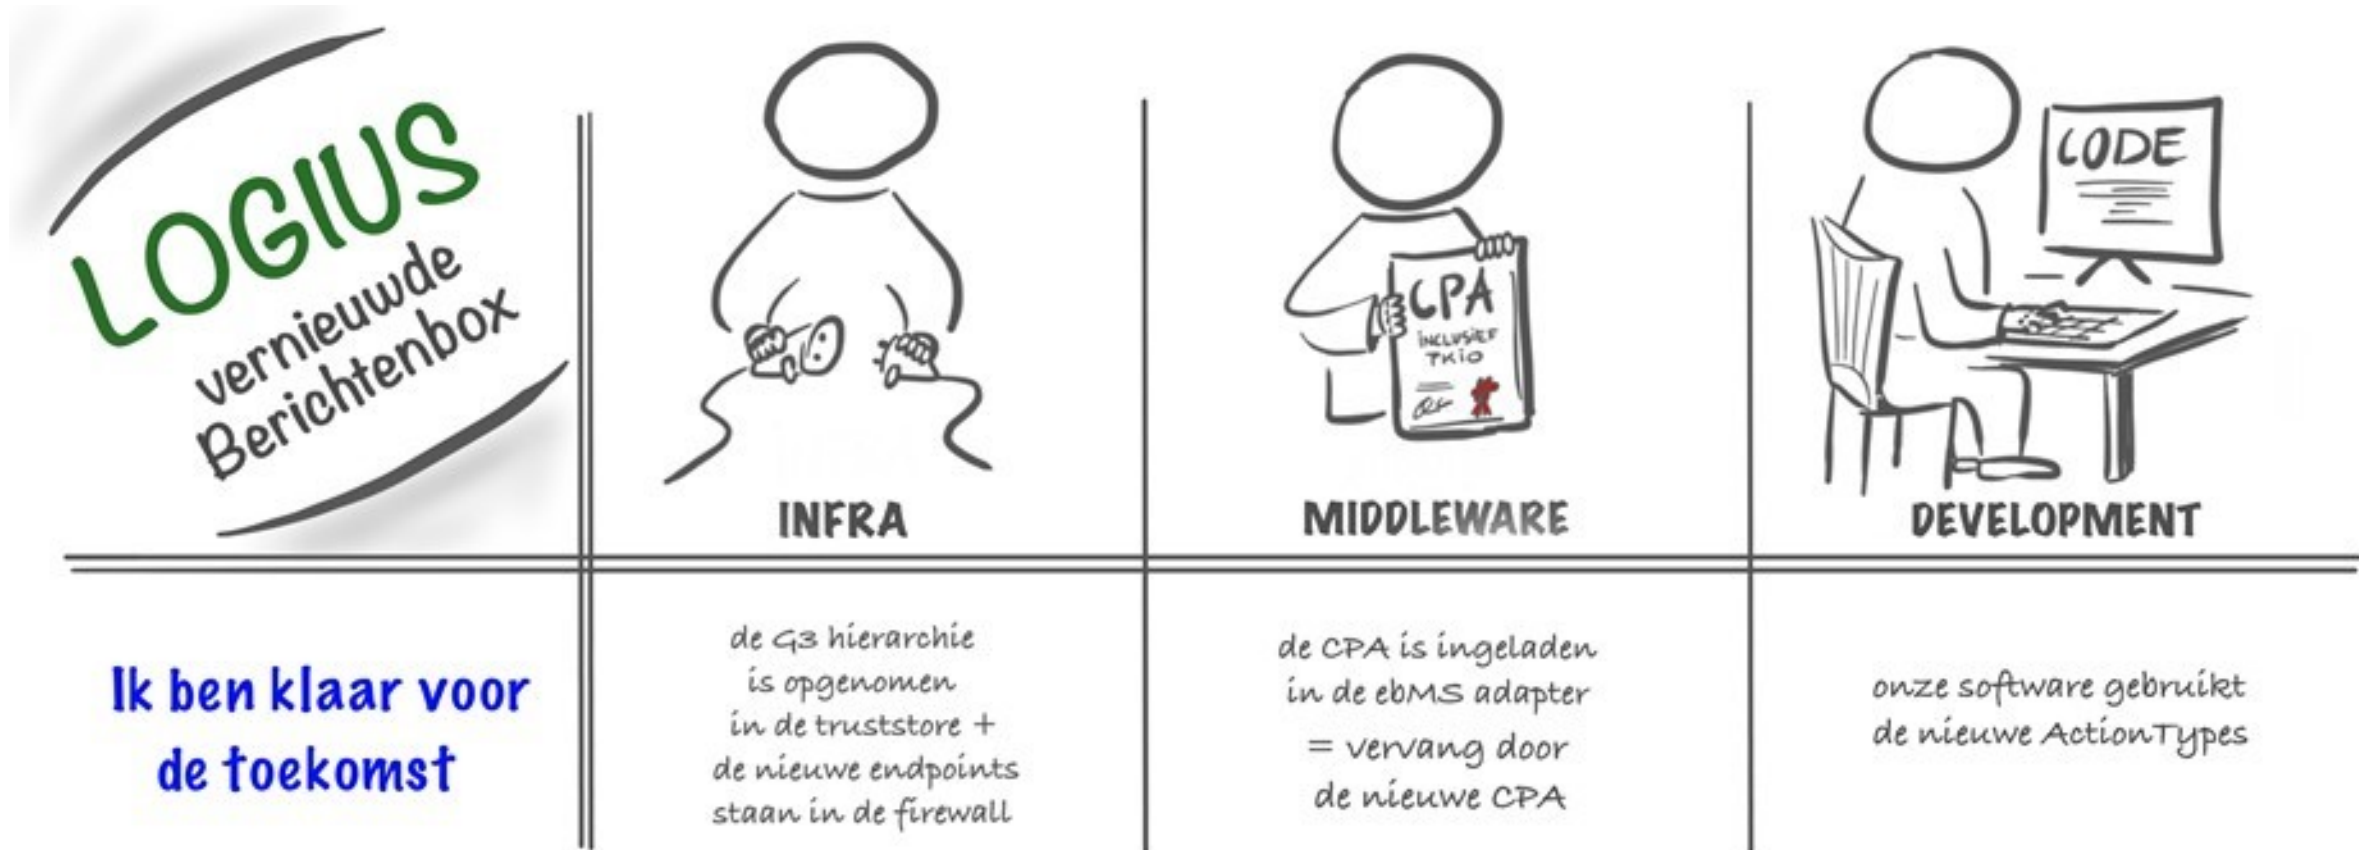 LOGIUS
vernieuwde
Berichtenbox
CPA
INCLUSIEF
PKIO
CODE
INFRA
MIDDLEWARE
DEVELOPMENT
Ik ben klaar voor
de toekomst
de G3 hierarchie
is opgenomen
in de truststore +
de nieuwe endpoints
staan in de firewall
de CPA is ingeladen
in de ebMS adapter
= vervang door
de nieuwe CPA
onze software gebruikt
de nieuwe ActionTypes